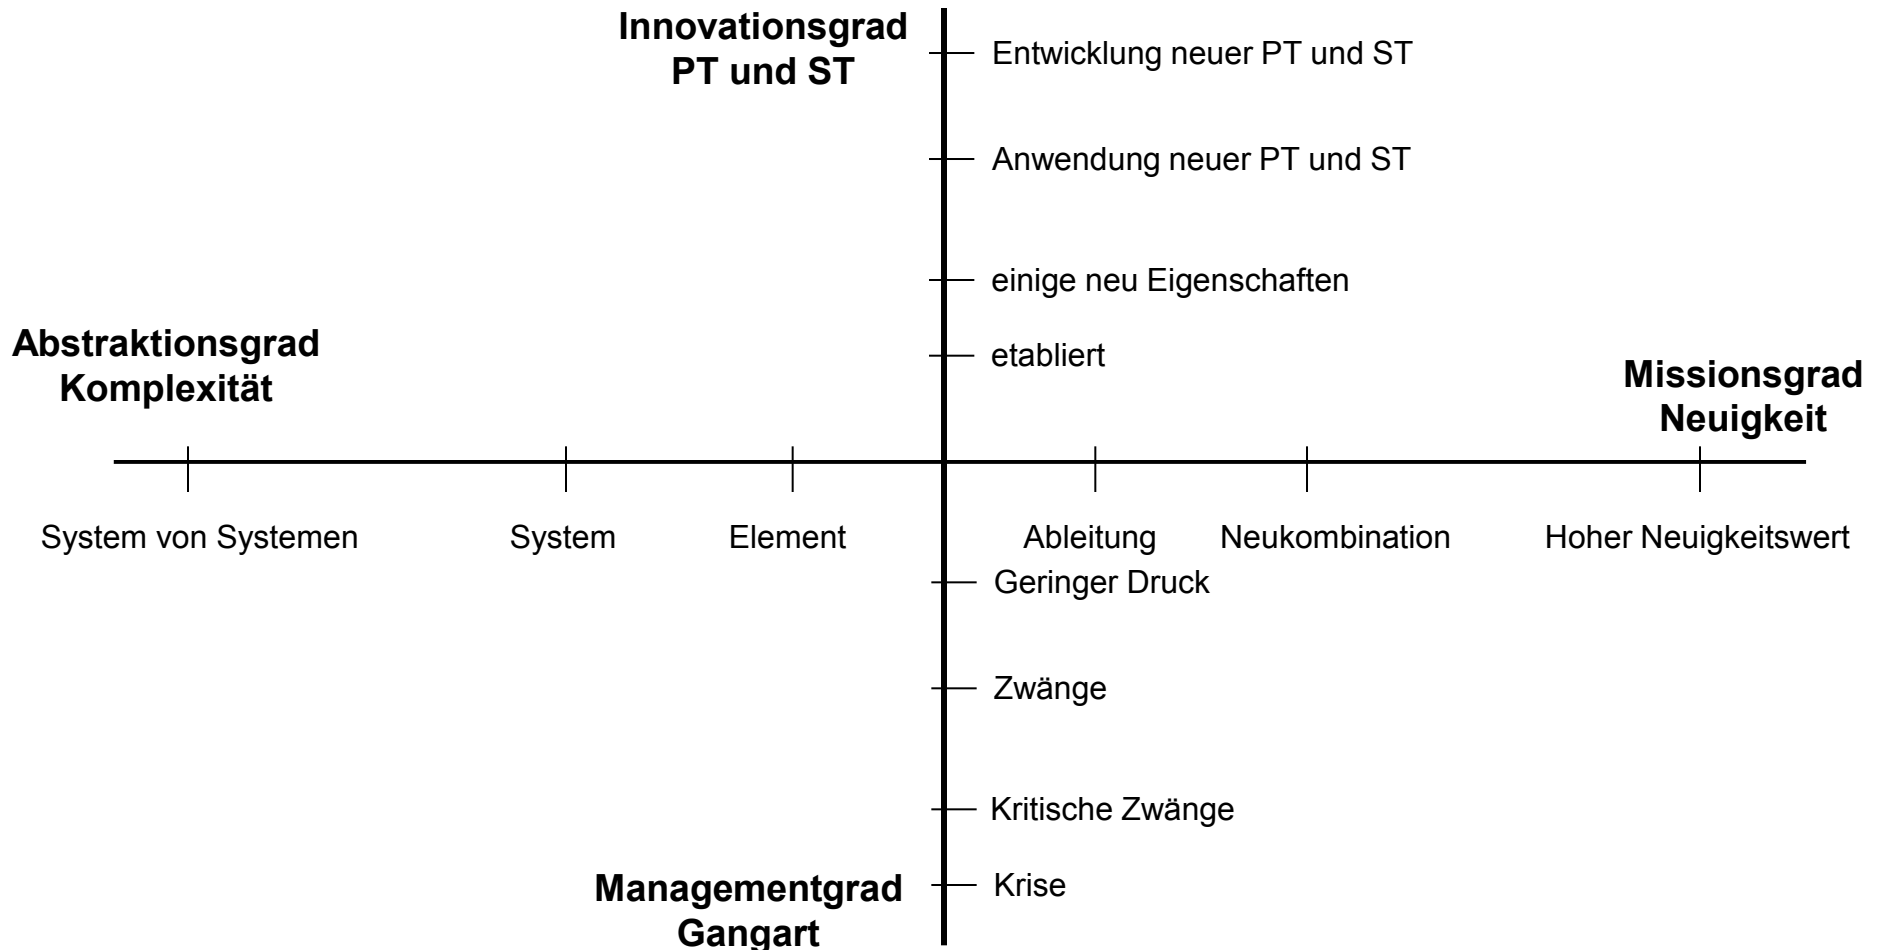 Innovationsgrad
PT und ST
Entwicklung neuer PT und ST
Anwendung neuer PT und ST
einige neu Eigenschaften
etabliert
Abstraktionsgrad
Komplexität
Missionsgrad
Neuigkeit
System von Systemen
System
Element
Ableitung
Neukombination
Hoher Neuigkeitswert
Geringer Druck
Zwänge
Kritische Zwänge
Krise
Managementgrad
Gangart